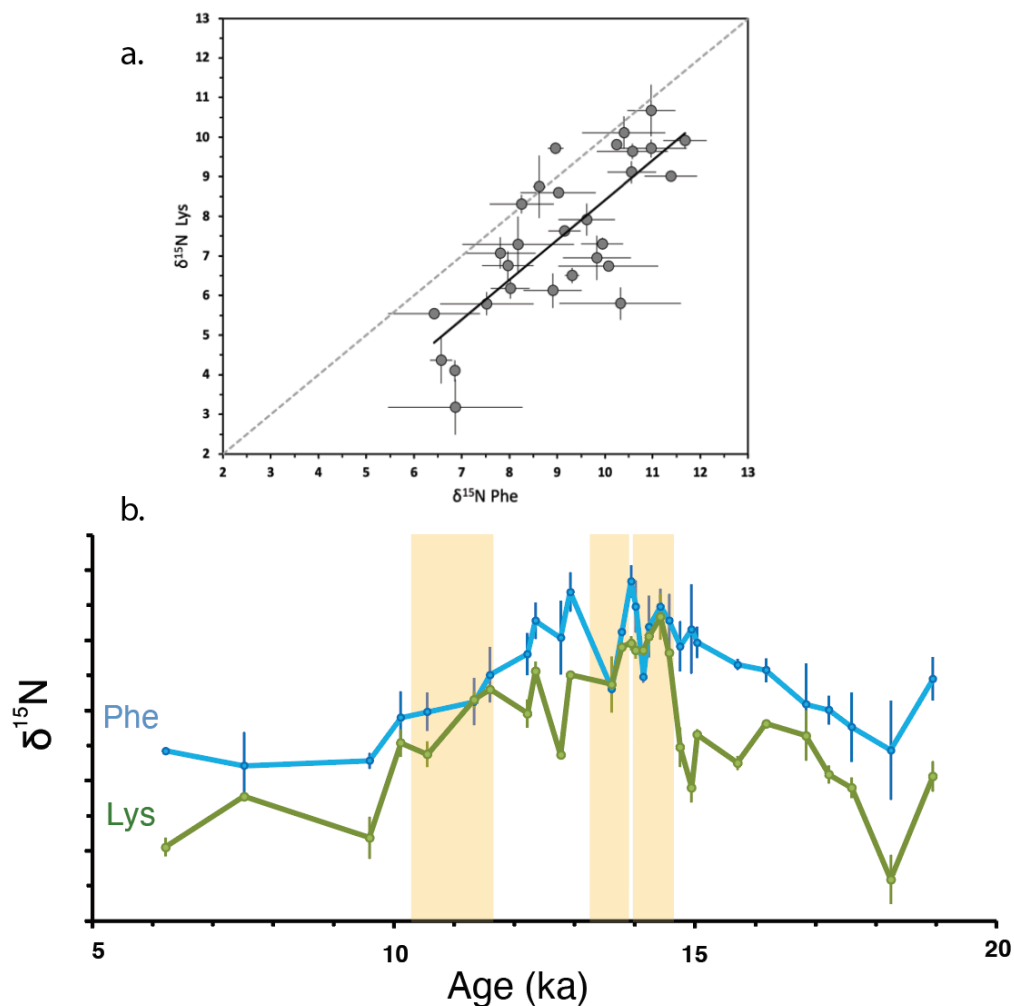 a.
13
12
11
10
9
8
7
6
5
4
3
2
δ¹⁵N Lys
2 3 4 5 6 7 8 9 10 11 12 13
δ¹⁵N Phe
b.
δ¹⁵N
Phe
Lys
5 10 15 20
Age (ka)